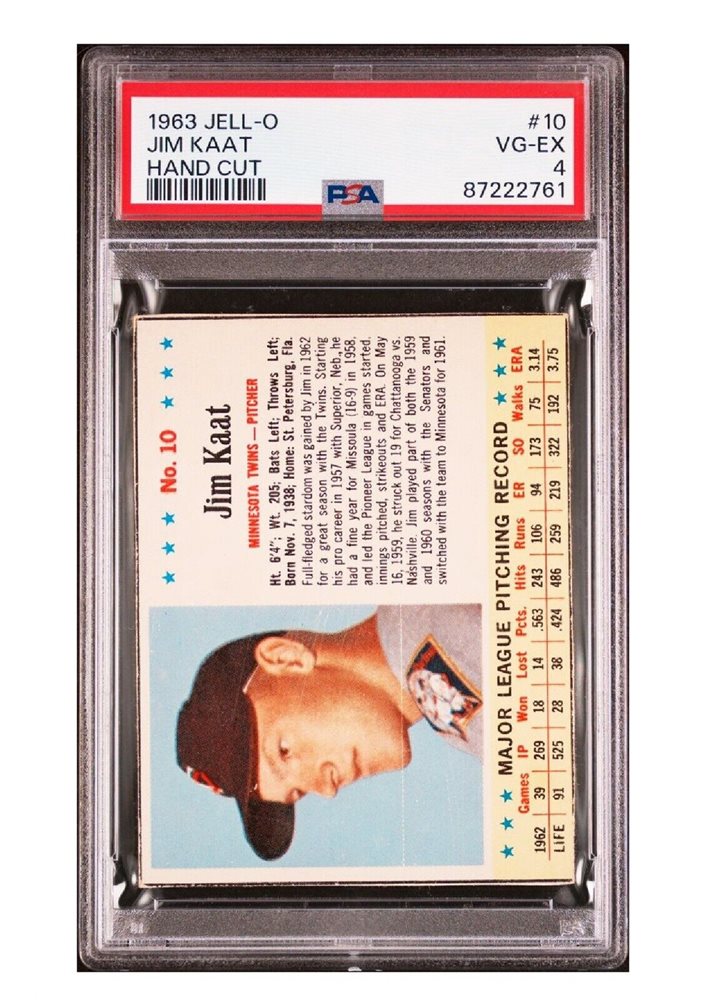 1963 JELL-O #10
JIM KAAT VG-EX
HAND CUT 4
PSA 87222761
★ ★ ★ No. 10 ★ ★ ★
Jim Kaat
MINNESOTA TWINS — PITCHER
Ht. 6'4"; Wt. 205; Bats Left; Throws Left;
Born Nov. 7, 1938; Home: St. Petersburg, Fla.
Full-fledged stardom was gained by Jim in 1962
for a great season with the Twins. Starting
his pro career in 1957 with Superior, Neb., he
had a fine year for Missoula (16-9) in 1958,
and led the Pioneer League in games started,
innings pitched, strikeouts and ERA. On May
16, 1959, he struck out 19 for Chattanooga vs.
Nashville. Jim played part of both the 1959
and 1960 seasons with the Senators and
switched with the team to Minnesota for 1961.
★ ★ ★ MAJOR LEAGUE PITCHING RECORD ★ ★ ★
Games IP Won Lost Pcts. Hits Runs ER SO Walks ERA
1962 39 269 18 14 .563 243 106 94 173 75 3.14
LIFE 91 525 28 38 .424 486 259 219 322 192 3.75